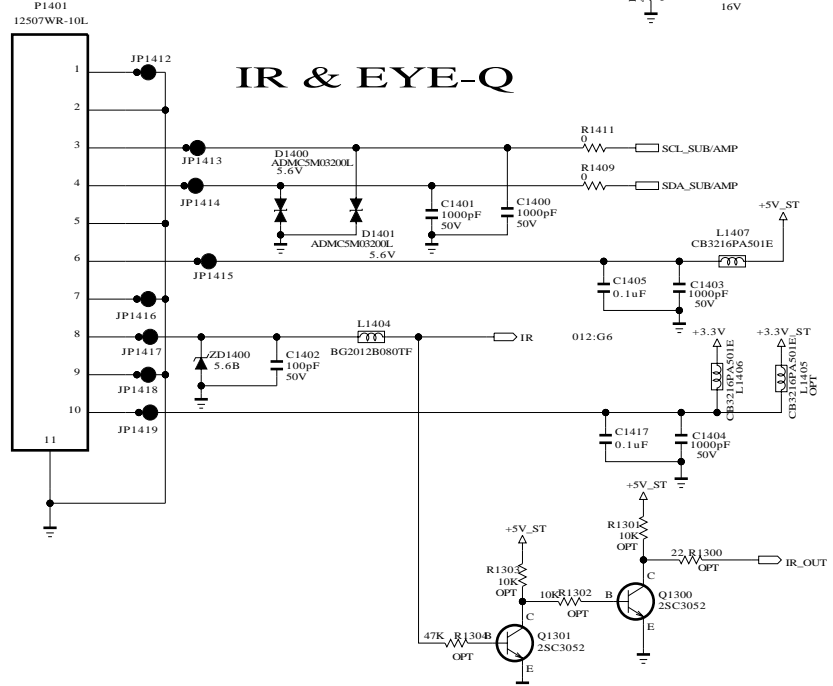 P1401
12507WR-10L
16V
JP1412
IR & EYE-Q
1
2
3
JP1413
D1400
ADMC5M03200L
5.6V
R1411
0
SCL_SUB/AMP
4
JP1414
R1409
0
SDA_SUB/AMP
C1401
1000pF
50V
C1400
1000pF
50V
D1401
ADMC5M03200L
5.6V
5
+5V_ST
L1407
CB3216PA501E
6
JP1415
C1405
0.1uF
C1403
1000pF
50V
7
JP1416
8
JP1417
L1404
BG2012B080TF
IR
012:G6
+3.3V
+3.3V_ST
ZD1400
5.6B
C1402
100pF
50V
CB3216PA501E
L1406
CB3216PA501E
L1405
OPT
9
JP1418
10
JP1419
C1417
0.1uF
C1404
1000pF
50V
11
+5V_ST
R1301
10K
OPT
+5V_ST
22 R1300
OPT
IR_OUT
R1303
10K
OPT
C
10K R1302
OPT
B
Q1300
2SC3052
E
C
47K R1304 B
OPT
Q1301
2SC3052
E